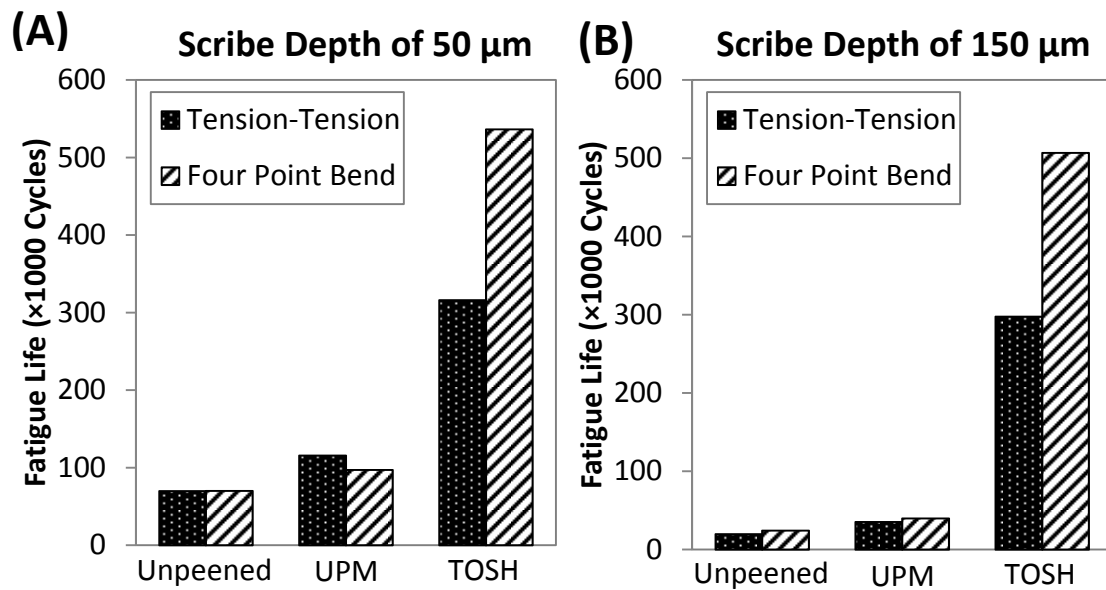 (A)
Scribe Depth of 50 µm
Fatigue Life (×1000 Cycles)
600
500
400
300
200
100
0
Tension-Tension
Four Point Bend
Unpeened UPM TOSH
(B)
Scribe Depth of 150 µm
Fatigue Life (×1000 Cycles)
600
500
400
300
200
100
0
Tension-Tension
Four Point Bend
Unpeened UPM TOSH